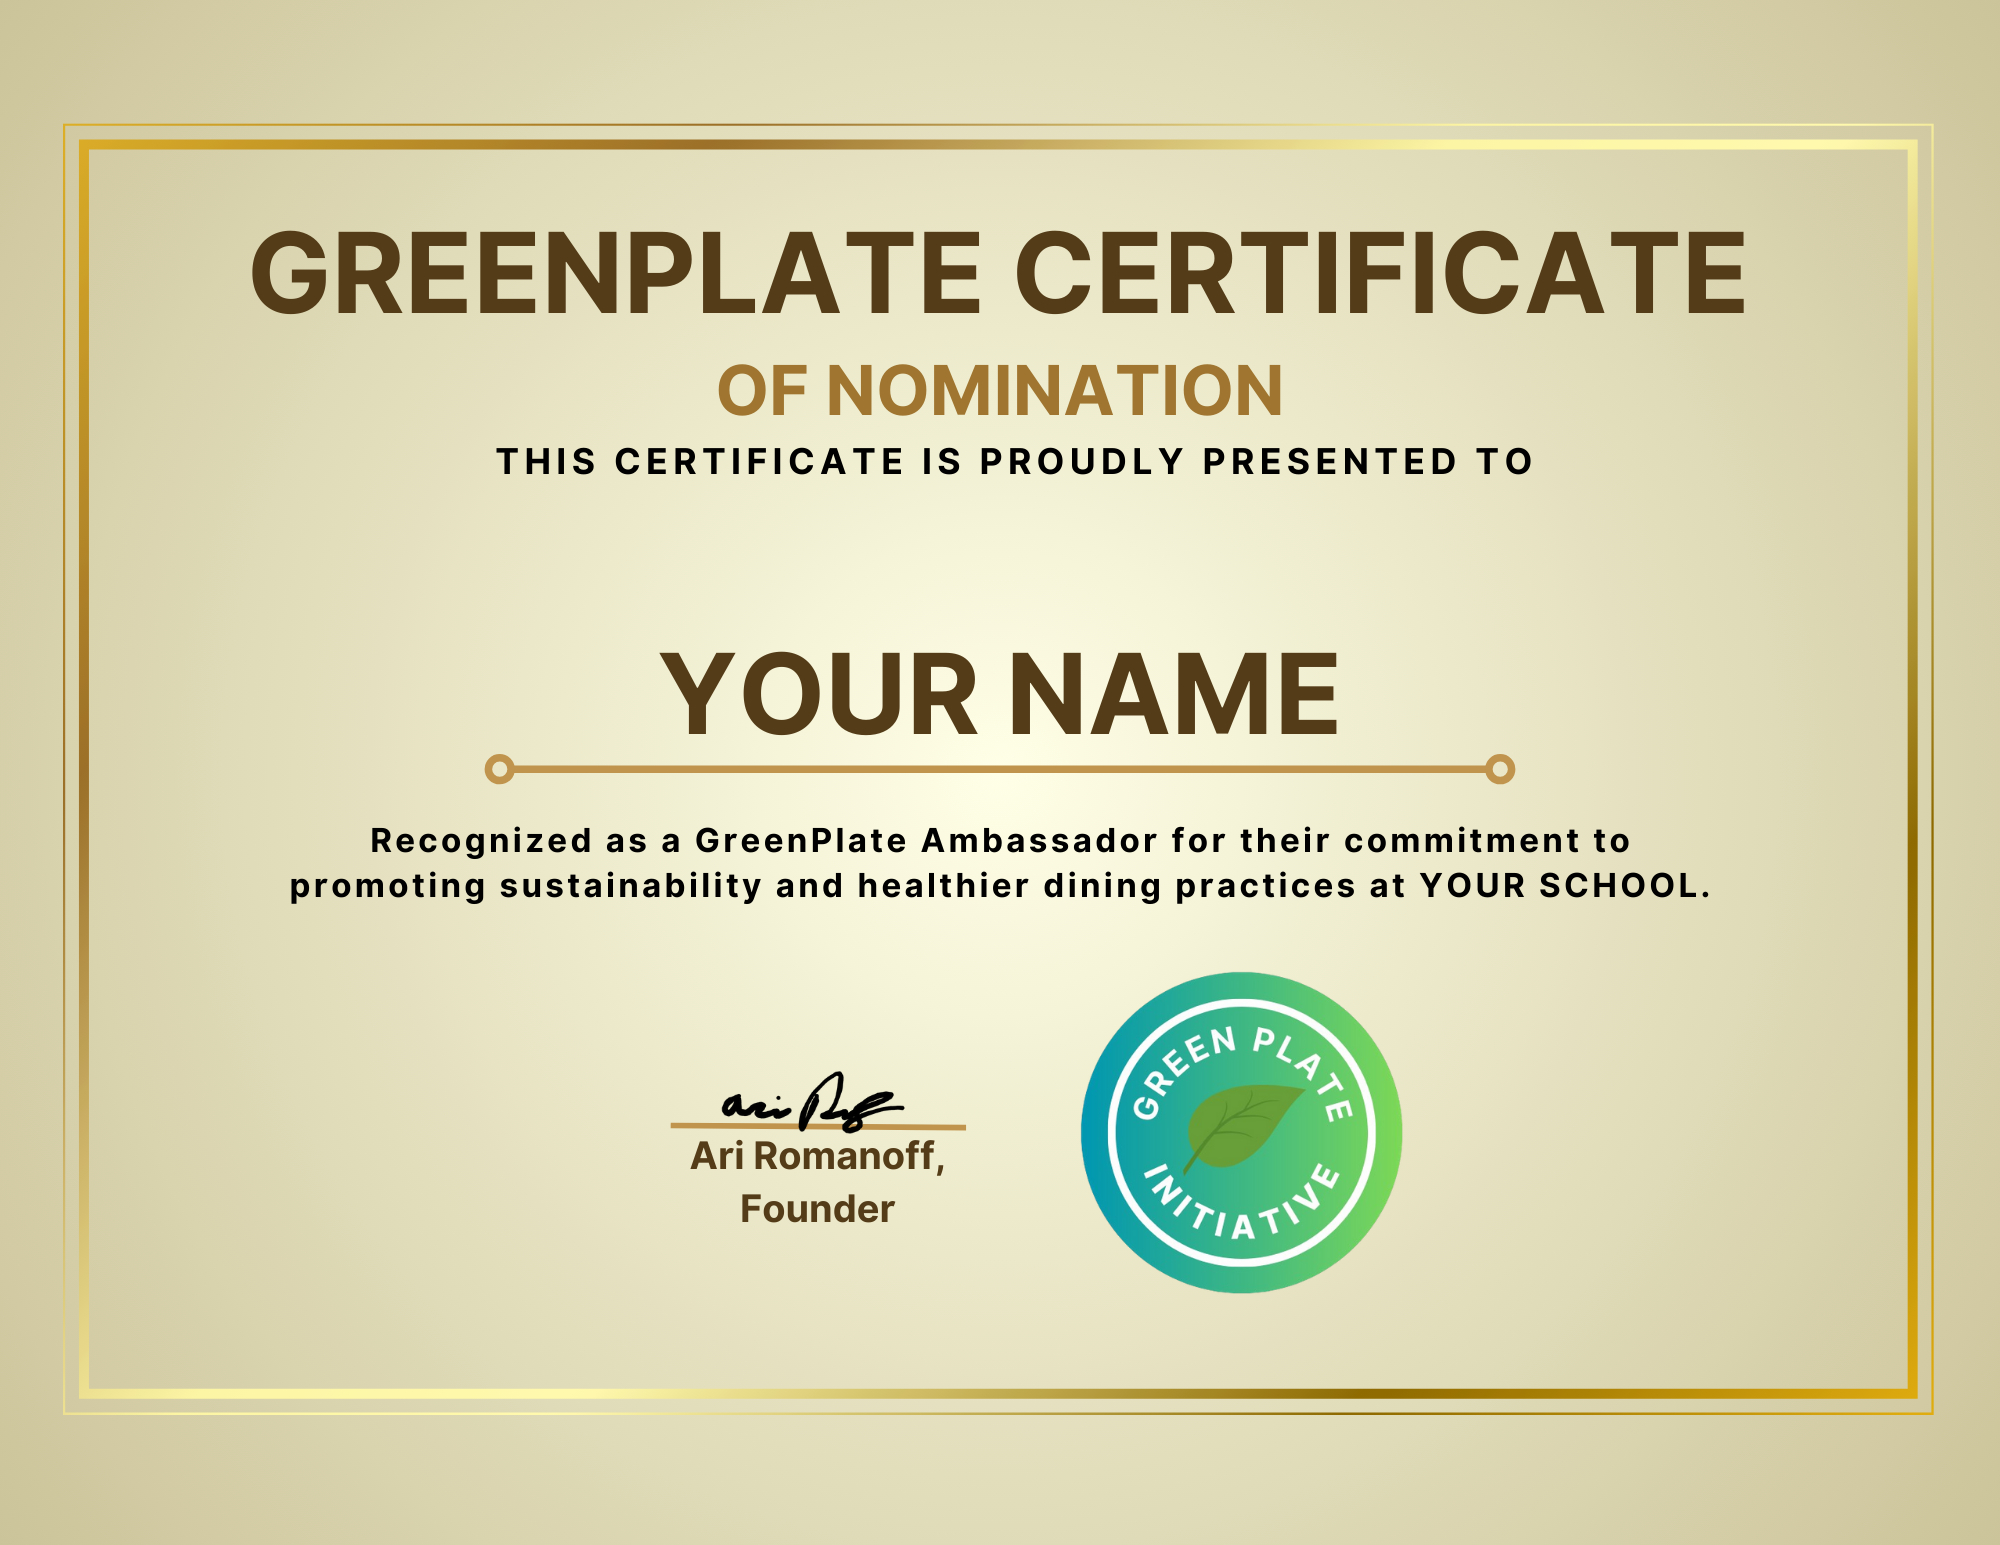 GREENPLATE CERTIFICATE
OF NOMINATION
THIS CERTIFICATE IS PROUDLY PRESENTED TO
YOUR NAME
Recognized as a GreenPlate Ambassador for their commitment to
promoting sustainability and healthier dining practices at YOUR SCHOOL.
Ari Romanoff,
Founder
GREEN PLATE
INITIATIVE